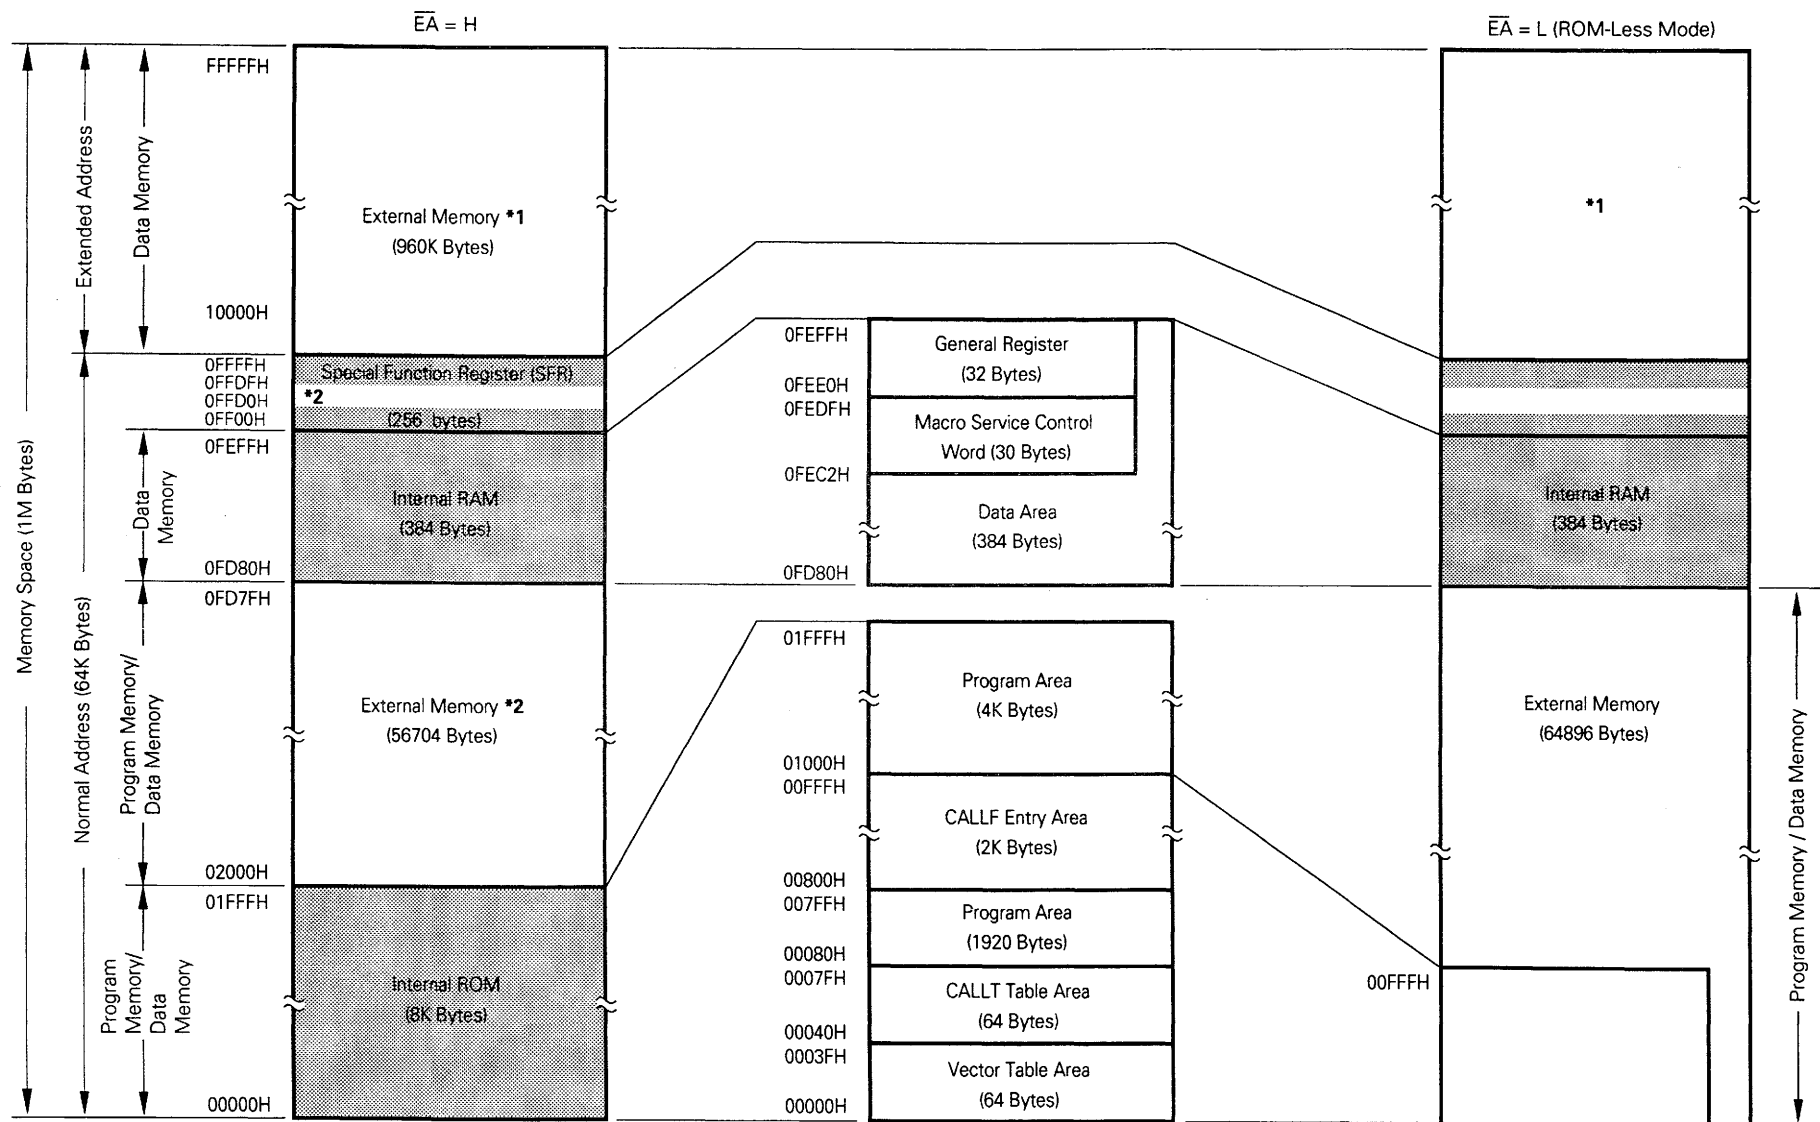 EA = H
EA = L (ROM-Less Mode)
Memory Space (1M Bytes)
Extended Address
Normal Address (64K Bytes)
Data Memory
Data
Memory
Program Memory/
Data Memory
Program
Memory/
Data
Memory
FFFFFH
10000H
0FFFFH
0FFDFH
0FFD0H
0FF00H
0FEFFH
0FD80H
0FD7FH
02000H
01FFFH
00000H
External Memory *1
(960K Bytes)
Special Function Register (SFR)
*2
(256 bytes)
Internal RAM
(384 Bytes)
External Memory *2
(56704 Bytes)
Internal ROM
(8K Bytes)
0FEFFH
General Register
(32 Bytes)
0FEE0H
0FEDFH
Macro Service Control
Word (30 Bytes)
0FEC2H
Data Area
(384 Bytes)
0FD80H
01FFFH
Program Area
(4K Bytes)
01000H
00FFFH
CALLF Entry Area
(2K Bytes)
00800H
007FFH
Program Area
(1920 Bytes)
00080H
0007FH
CALLT Table Area
(64 Bytes)
00040H
0003FH
Vector Table Area
(64 Bytes)
00000H
*1
Internal RAM
(384 Bytes)
External Memory
(64896 Bytes)
00FFFH
Program Memory / Data Memory